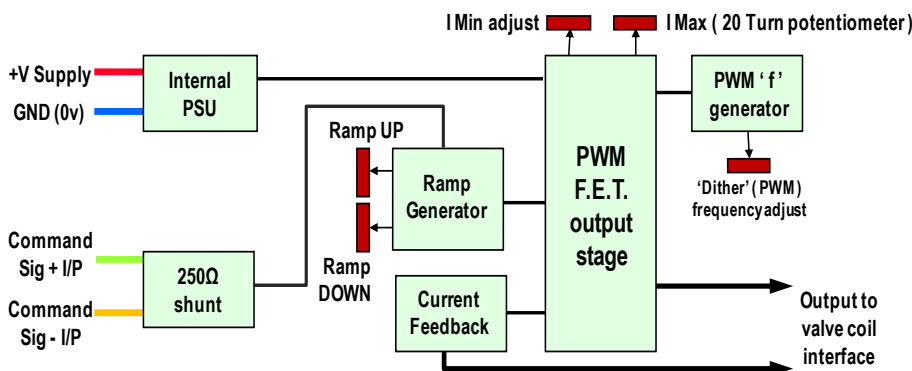 I Min adjust
I Max ( 20 Turn potentiometer )
+V Supply
GND (0v)
Internal
PSU
PWM ' f '
generator
Ramp UP
Ramp
Generator
PWM
F.E.T.
output
stage
'Dither' ( PWM )
frequency adjust
Command
Sig + I/P
Command
Sig - I/P
250Ω
shunt
Ramp
DOWN
Current
Feedback
Output to
valve coil
interface